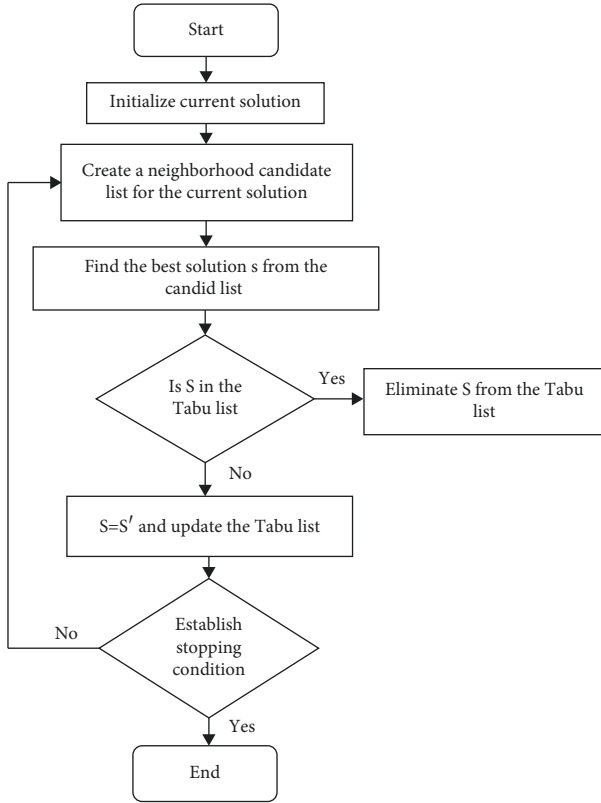 Start
Initialize current solution
Create a neighborhood candidate
list for the current solution
Find the best solution s from the
candid list
Is S in the
Tabu list
Yes
Eliminate S from the Tabu
list
No
S=S′ and update the Tabu list
Establish
stopping
condition
No
Yes
End